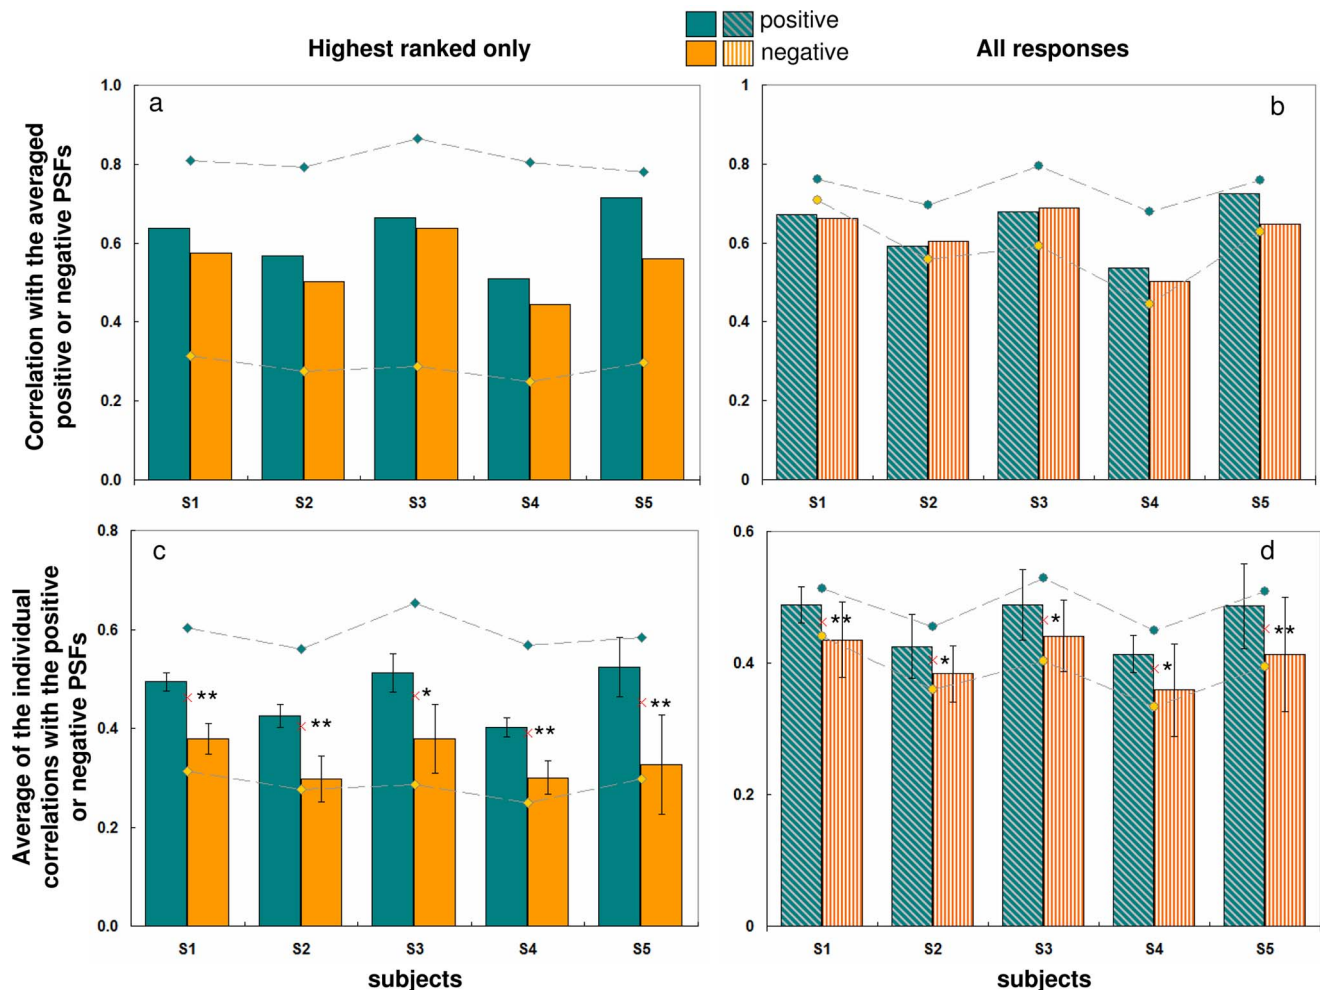 positive
Highest ranked only
negative
All responses
Correlation with the averaged
positive or negative PSFs
1.0
0.8
0.6
0.4
0.2
0.0
a
S1 S2 S3 S4 S5
1
0.8
0.6
0.4
0.2
0
b
S1 S2 S3 S4 S5
Average of the individual
correlations with the positive
or negative PSFs
0.8
0.6
0.4
0.2
0.0
c
** ** * ** **
S1 S2 S3 S4 S5
subjects
0.6
0.4
0.2
0
d
** * * * **
S1 S2 S3 S4 S5
subjects